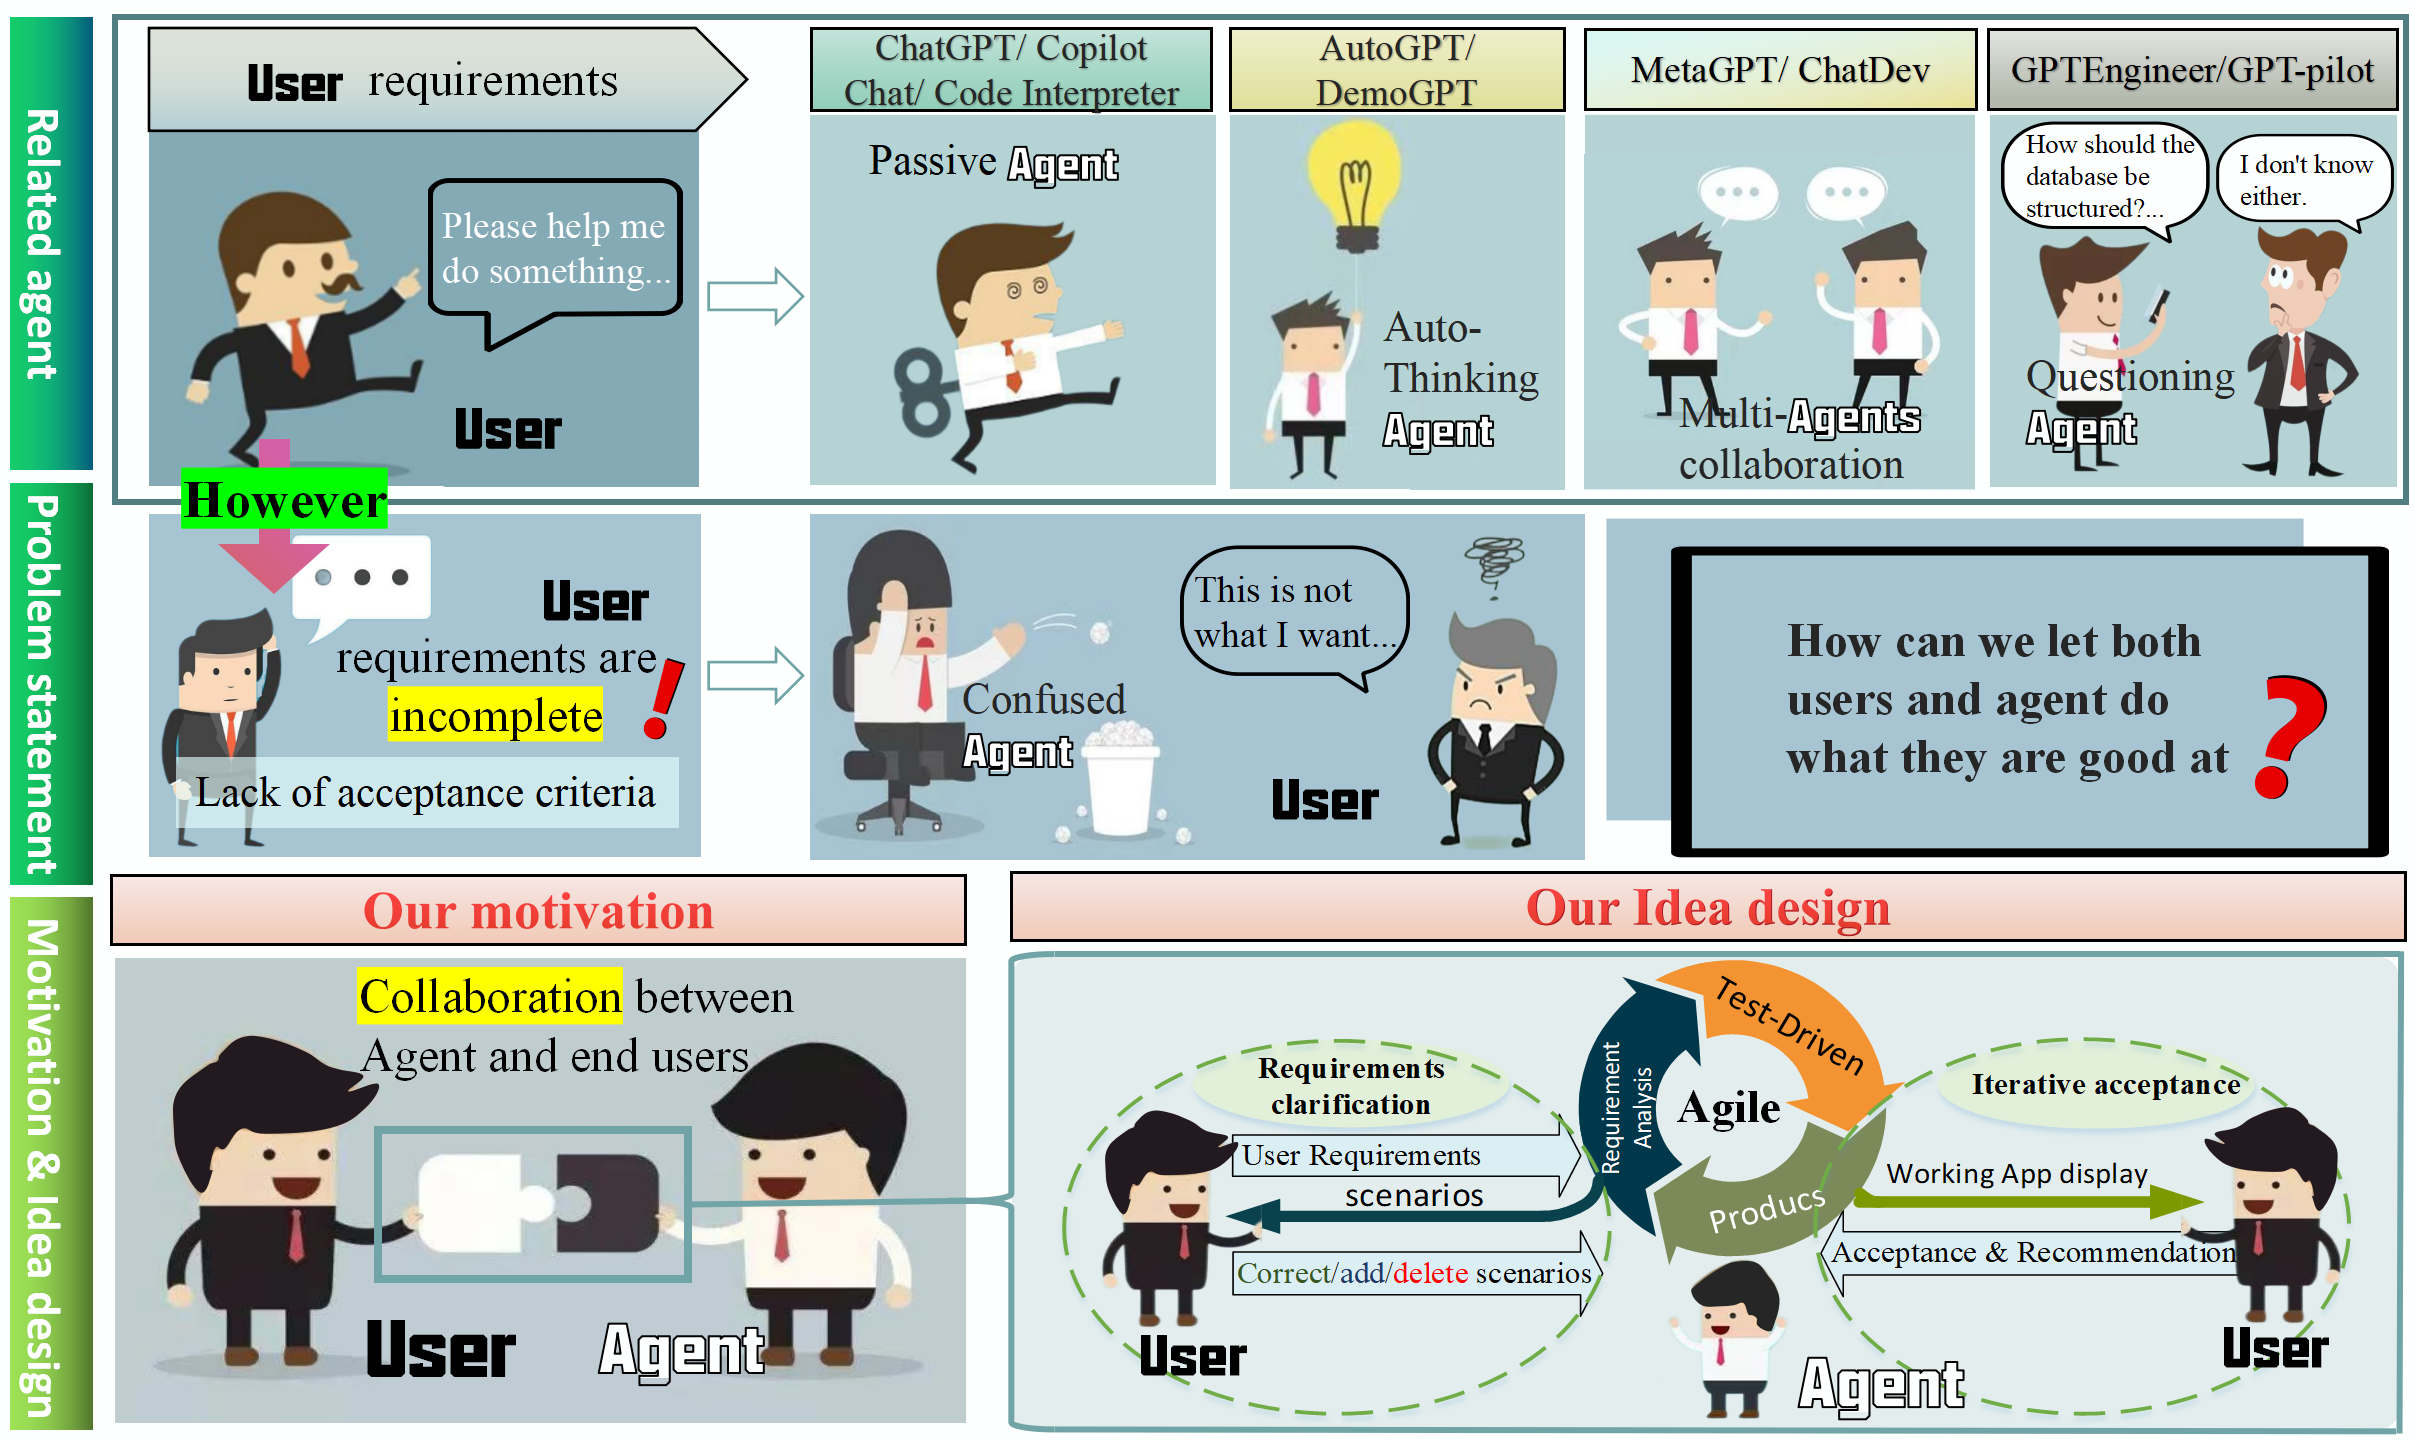 Related agent
User requirements
Please help me
do something...
User
ChatGPT/ Copilot
Chat/ Code Interpreter
Passive Agent
AutoGPT/
DemoGPT
Auto-
Thinking
Agent
MetaGPT/ ChatDev
Multi-Agents
collaboration
GPTEngineer/GPT-pilot
How should the
database be
structured?...
I don't know
either.
Questioning
Agent
However
Problem statement
User
requirements are
incomplete
!
Lack of acceptance criteria
Confused
Agent
This is not
what I want...
User
How can we let both
users and agent do
what they are good at
?
Motivation & Idea design
Our motivation
Collaboration between
Agent and end users
User
Agent
Our Idea design
Requirements
clarification
User Requirements
scenarios
Correct/add/delete scenarios
User
Requirement
Analysis
Test-Driven
Producs
Agile
Agent
Iterative acceptance
Working App display
Acceptance & Recommendation
User